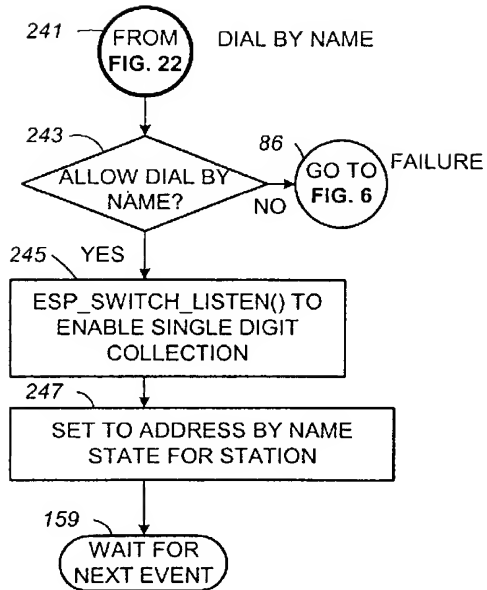 241
FROM
FIG. 22
DIAL BY NAME
243
ALLOW DIAL BY
NAME?
86
GO TO
FIG. 6
FAILURE
NO
YES
245
ESP_SWITCH_LISTEN() TO
ENABLE SINGLE DIGIT
COLLECTION
247
SET TO ADDRESS BY NAME
STATE FOR STATION
159
WAIT FOR
NEXT EVENT